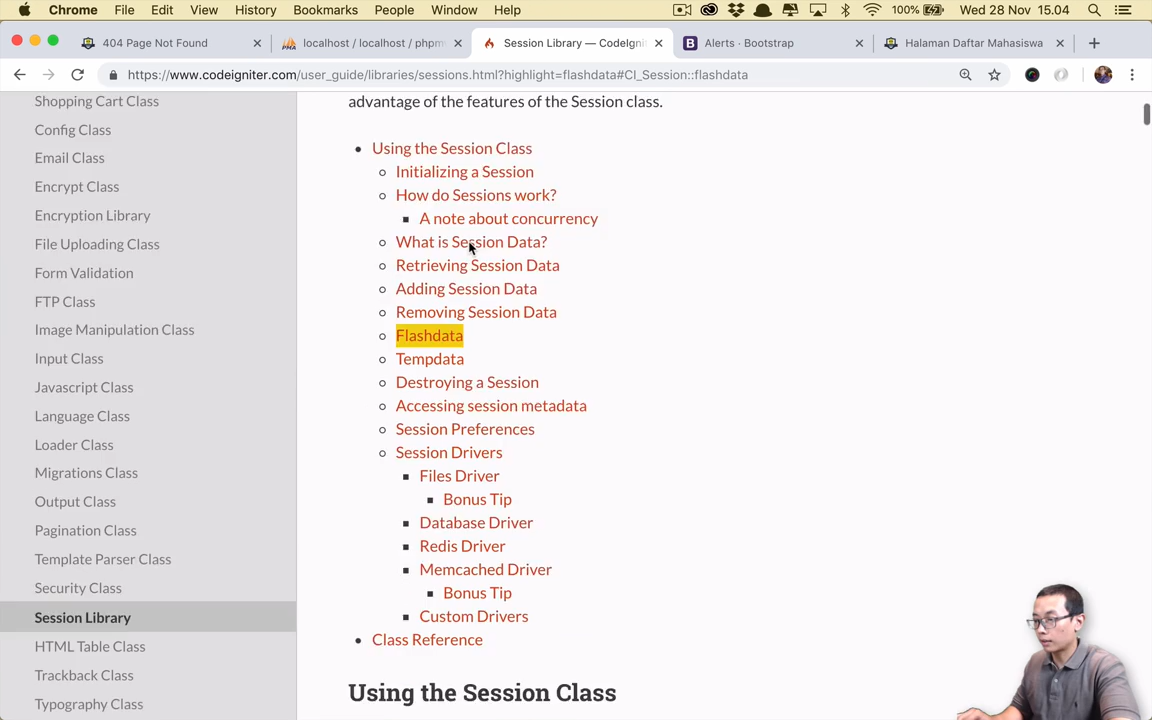 Chrome File Edit View History Bookmarks People Window Help 100% Wed 28 Nov 15.04
404 Page Not Found × localhost / localhost / phpm × Session Library — CodeIgni × Alerts · Bootstrap × Halaman Daftar Mahasiswa ×
https://www.codeigniter.com/user_guide/libraries/sessions.html?highlight=flashdata#CI_Session::flashdata
Shopping Cart Class
Config Class
Email Class
Encrypt Class
Encryption Library
File Uploading Class
Form Validation
FTP Class
Image Manipulation Class
Input Class
Javascript Class
Language Class
Loader Class
Migrations Class
Output Class
Pagination Class
Template Parser Class
Security Class
Session Library
HTML Table Class
Trackback Class
Typography Class
advantage of the features of the Session class.
Using the Session Class
Initializing a Session
How do Sessions work?
A note about concurrency
What is Session Data?
Retrieving Session Data
Adding Session Data
Removing Session Data
Flashdata
Tempdata
Destroying a Session
Accessing session metadata
Session Preferences
Session Drivers
Files Driver
Bonus Tip
Database Driver
Redis Driver
Memcached Driver
Bonus Tip
Custom Drivers
Class Reference
Using the Session Class